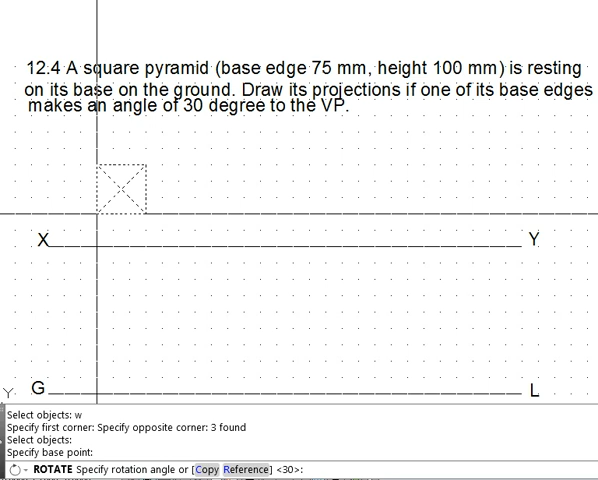 12.4 A square pyramid (base edge 75 mm, height 100 mm) is resting
on its base on the ground. Draw its projections if one of its base edges
makes an angle of 30 degree to the VP.
X
Y
G
L
Y
Select objects: w
Specify first corner: Specify opposite corner: 3 found
Select objects:
Specify base point:
ROTATE Specify rotation angle or [Copy Reference] <30>: